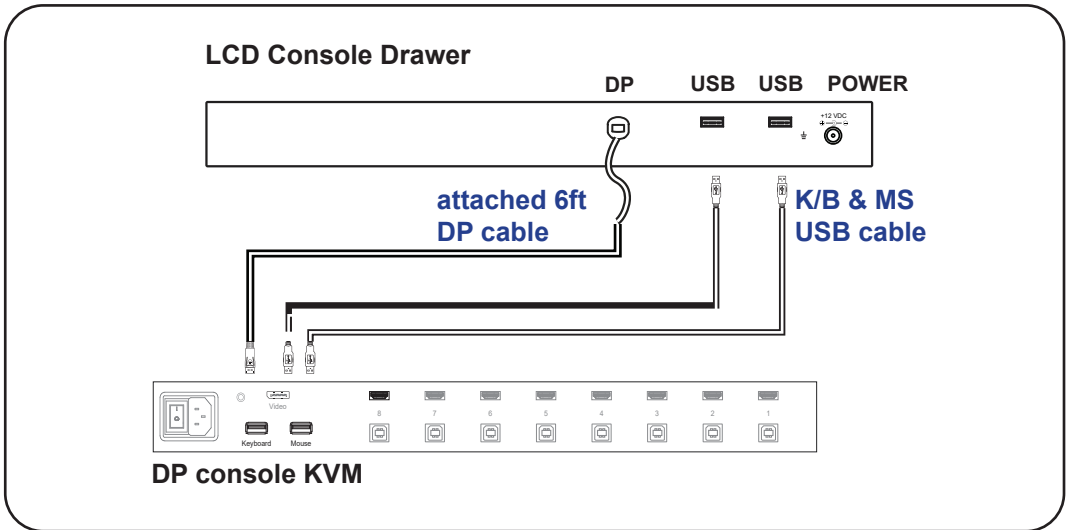 LCD Console Drawer
DP USB USB POWER
+12 VDC
attached 6ft
DP cable
K/B & MS
USB cable
Video
8 7 6 5 4 3 2 1
Keyboard Mouse
DP console KVM